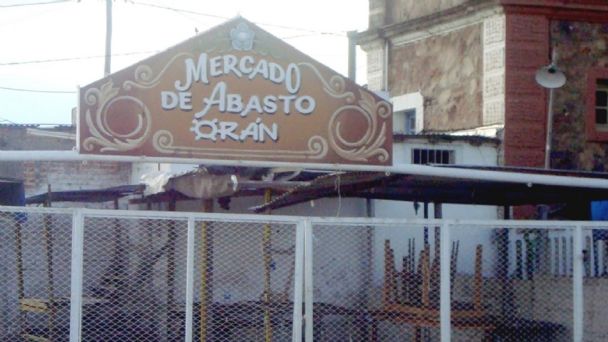 MERCADO
DE ABASTO
ORÁN